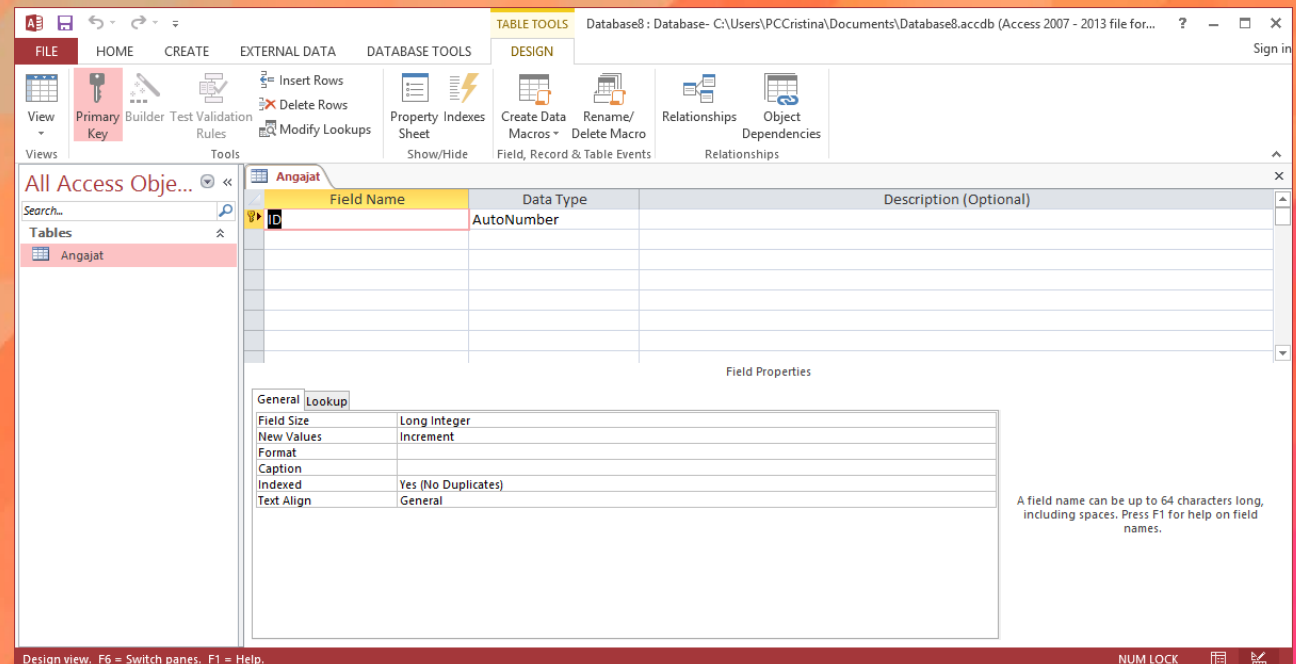 TABLE TOOLS Database8 : Database- C:\Users\PCCristina\Documents\Database8.accdb (Access 2007 - 2013 file for... ?
FILE HOME CREATE EXTERNAL DATA DATABASE TOOLS DESIGN Sign in
View
Primary Key
Builder
Test Validation Rules
Insert Rows
Delete Rows
Modify Lookups
Property Sheet
Indexes
Create Data Macros
Rename/ Delete Macro
Relationships
Object Dependencies
Views Tools Show/Hide Field, Record & Table Events Relationships
All Access Obje... «
Search...
Tables
Angajat
Angajat
Field Name Data Type Description (Optional)
ID AutoNumber
Field Properties
General Lookup
Field Size Long Integer
New Values Increment
Format
Caption
Indexed Yes (No Duplicates)
Text Align General
A field name can be up to 64 characters long,
including spaces. Press F1 for help on field
names.
Design view. F6 = Switch panes. F1 = Help. NUM LOCK